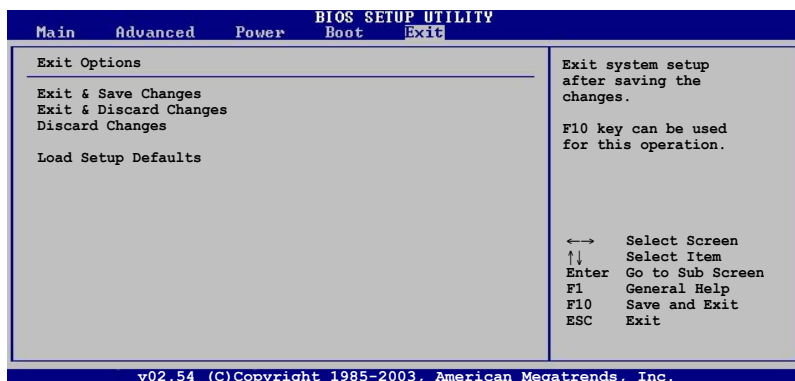 BIOS SETUP UTILITY
Main Advanced Power Boot Exit
Exit Options
Exit & Save Changes
Exit & Discard Changes
Discard Changes
Load Setup Defaults
Exit system setup
after saving the
changes.
F10 key can be used
for this operation.
←→ Select Screen
↑↓ Select Item
Enter Go to Sub Screen
F1 General Help
F10 Save and Exit
ESC Exit
v02.54 (C)Copyright 1985-2003, American Megatrends, Inc.